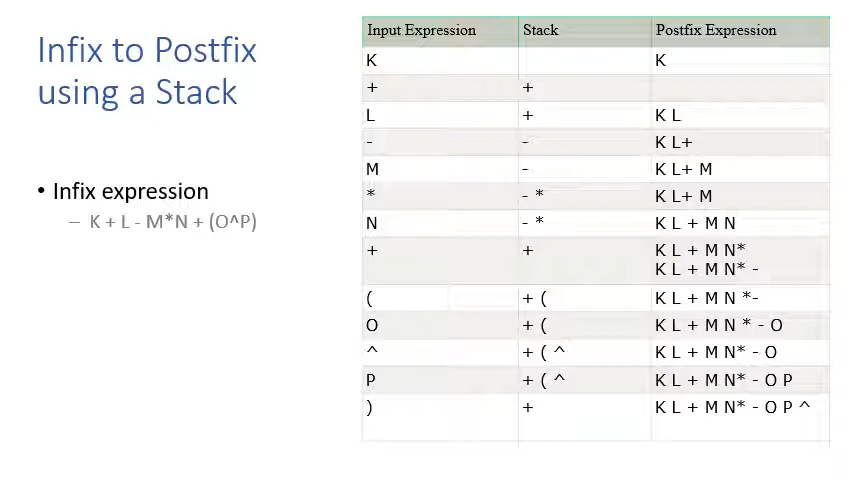 Infix to Postfix
using a Stack
• Infix expression
– K + L - M*N + (O^P)
Input Expression Stack Postfix Expression
K K
+ +
L + K L
- - K L+
M - K L+ M
* - * K L+ M
N - * K L + M N
+ + K L + M N*
K L + M N* -
( + ( K L + M N *-
O + ( K L + M N * - O
^ + ( ^ K L + M N* - O
P + ( ^ K L + M N* - O P
) + K L + M N* - O P ^